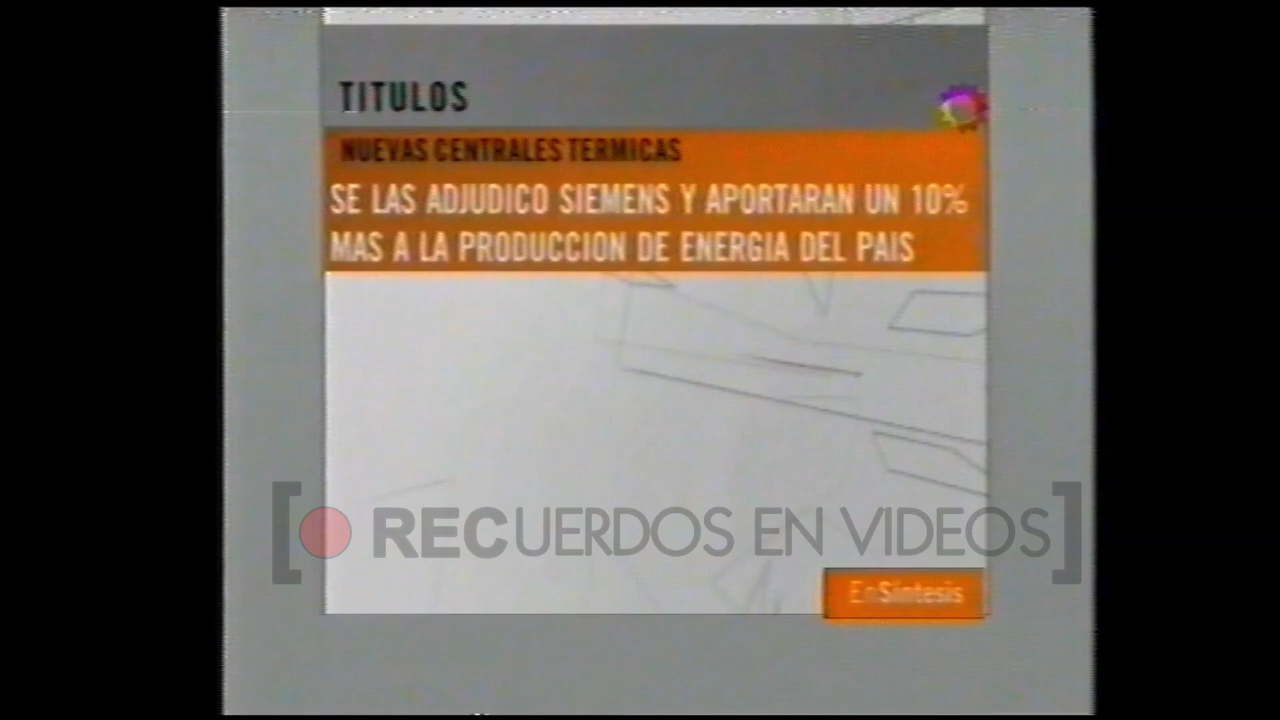 TITULOS
NUEVAS CENTRALES TERMICAS
SE LAS ADJUDICO SIEMENS Y APORTARAN UN 10%
MAS A LA PRODUCCION DE ENERGIA DEL PAIS
[RECUERDOS EN VIDEOS]
EnSíntesis